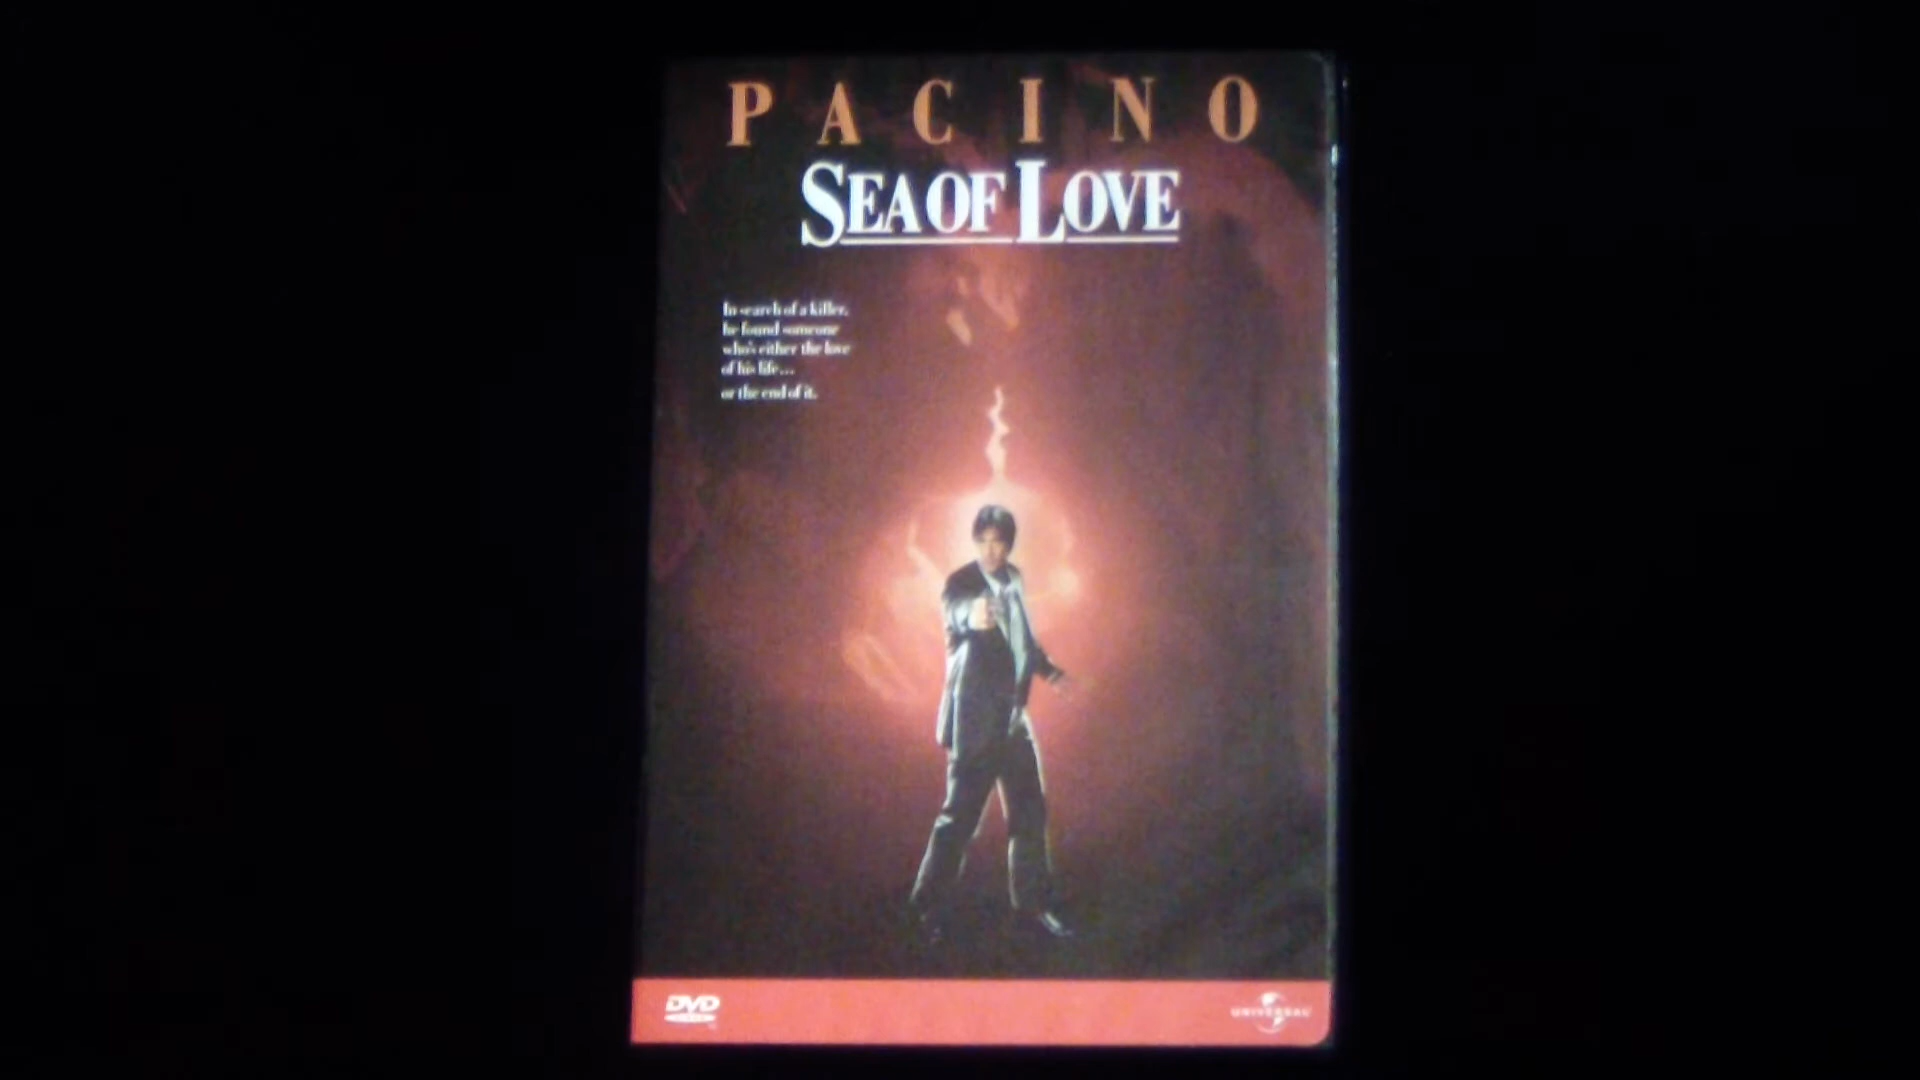 PACINO
SEA OF LOVE
In search of a killer,
he found someone
who's either the love
of his life...
or the end of it.
DVD
VIDEO
UNIVERSAL